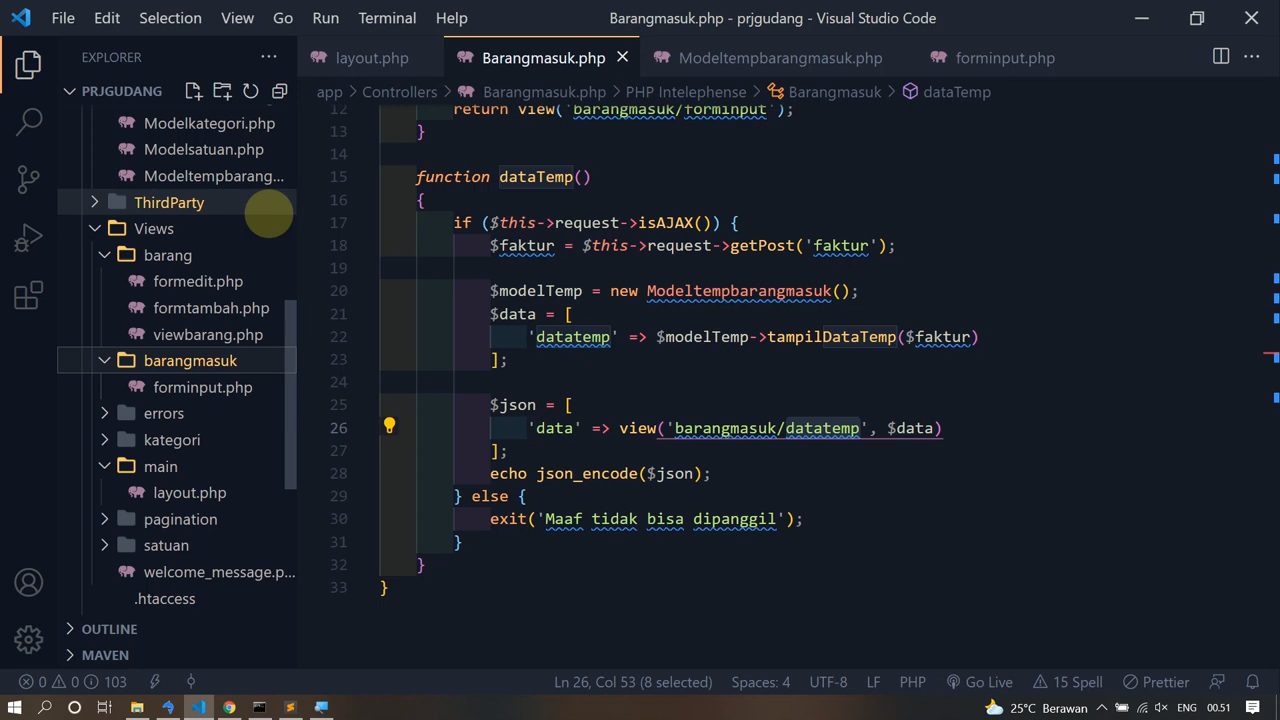 File Edit Selection View Go Run Terminal Help Barangmasuk.php - prjgudang - Visual Studio Code
EXPLORER
layout.php Barangmasuk.php Modeltempbarangmasuk.php forminput.php
PRJGUDANG
app > Controllers > Barangmasuk.php > PHP Intelephense > Barangmasuk > dataTemp
Modelkategori.php
Modelsatuan.php
Modeltempbarang...
ThirdParty
Views
barang
formedit.php
formtambah.php
viewbarang.php
barangmasuk
forminput.php
errors
kategori
main
layout.php
pagination
satuan
welcome_message.p...
.htaccess
OUTLINE
MAVEN
12 return view('barangmasuk/forminput');
13 }
14
15 function dataTemp()
16 {
17 if ($this->request->isAJAX()) {
18 $faktur = $this->request->getPost('faktur');
19
20 $modelTemp = new Modeltempbarangmasuk();
21 $data = [
22 'datatemp' => $modelTemp->tampilDataTemp($faktur)
23 ];
24
25 $json = [
26 'data' => view('barangmasuk/datatemp', $data)
27 ];
28 echo json_encode($json);
29 } else {
30 exit('Maaf tidak bisa dipanggil');
31 }
32 }
33 }
0 0 103 Ln 26, Col 53 (8 selected) Spaces: 4 UTF-8 LF PHP Go Live 15 Spell Prettier
25°C Berawan ENG 00.51